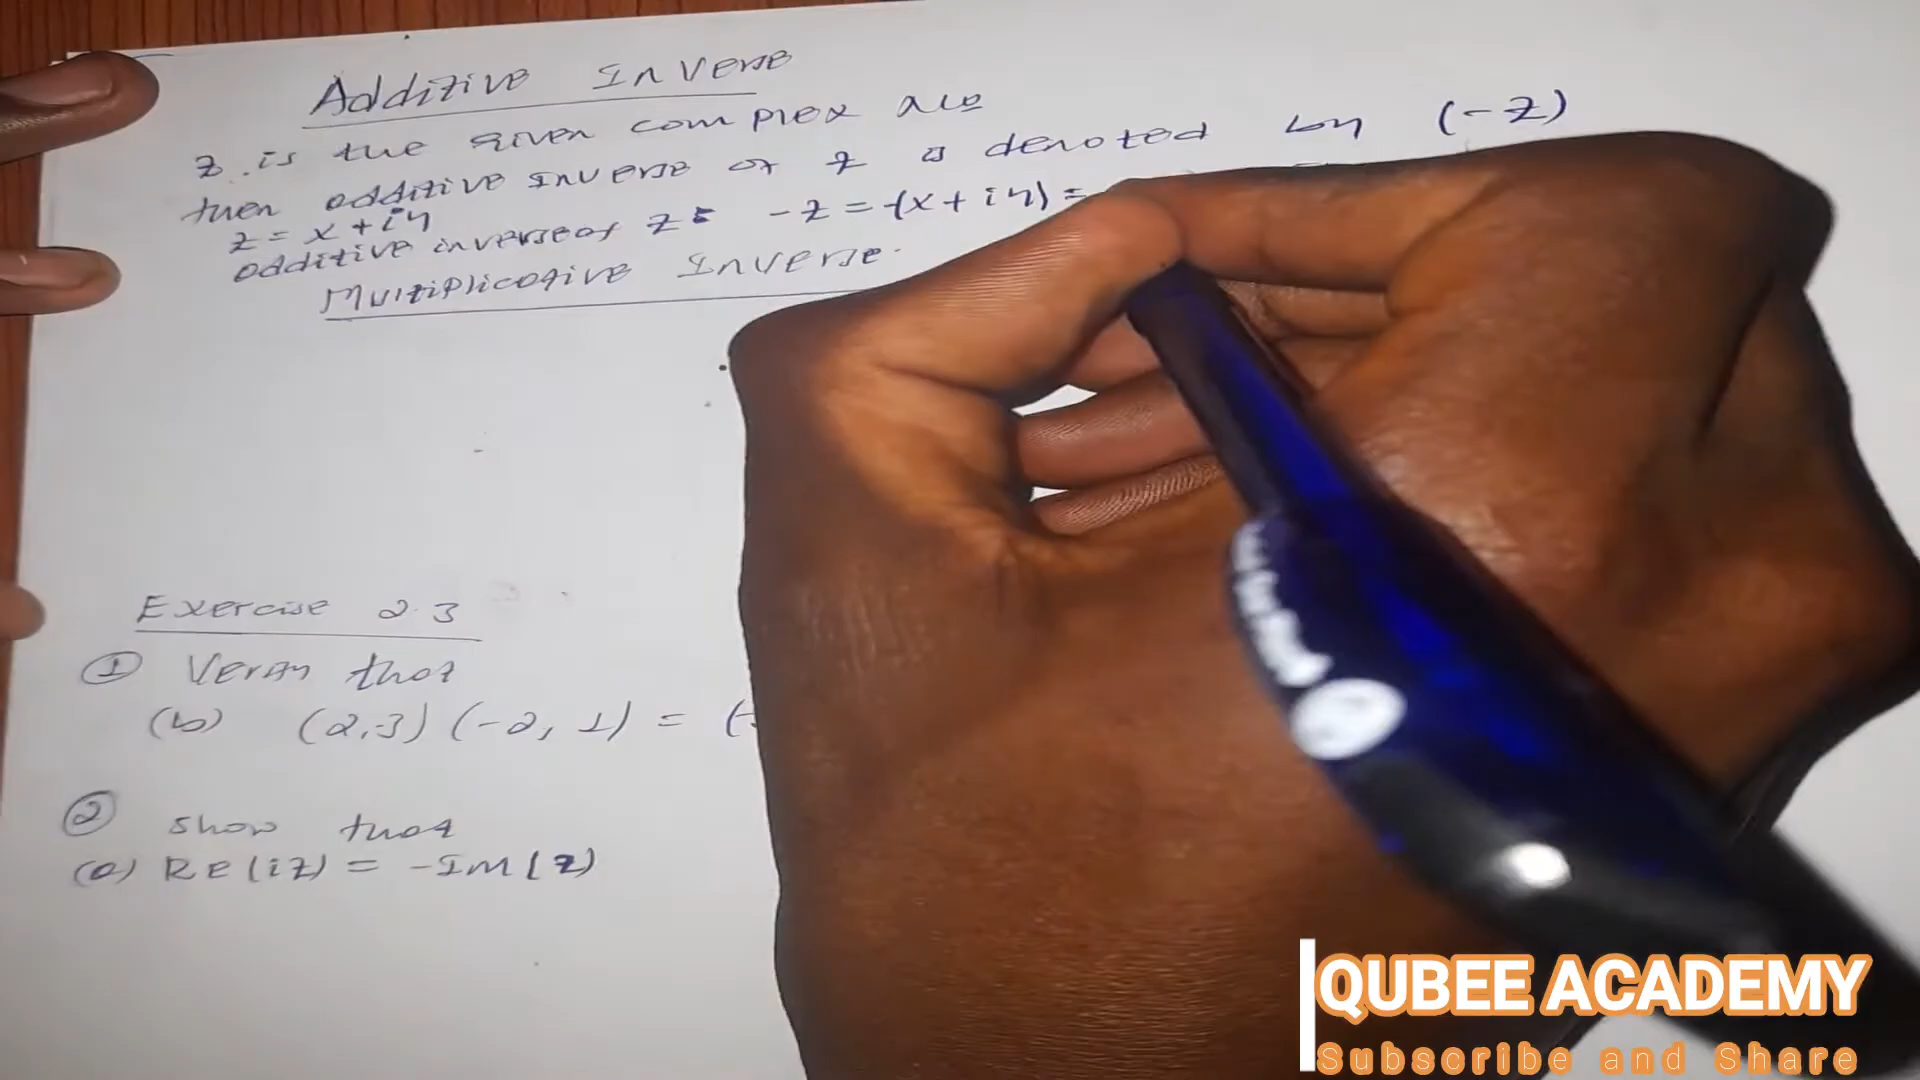 Additive Inverse
z is the given complex no
then additive inverse of z is denoted by (-z)
z = x + iy
additive inverse of z = -z = -(x + iy) =
Multiplicative Inverse
Exercise 2.3
① Verify that
(b) (2,3) (-2, 1) = (-
② show that
(a) Re(iz) = -Im(z)
QUBEE ACADEMY
Subscribe and Share